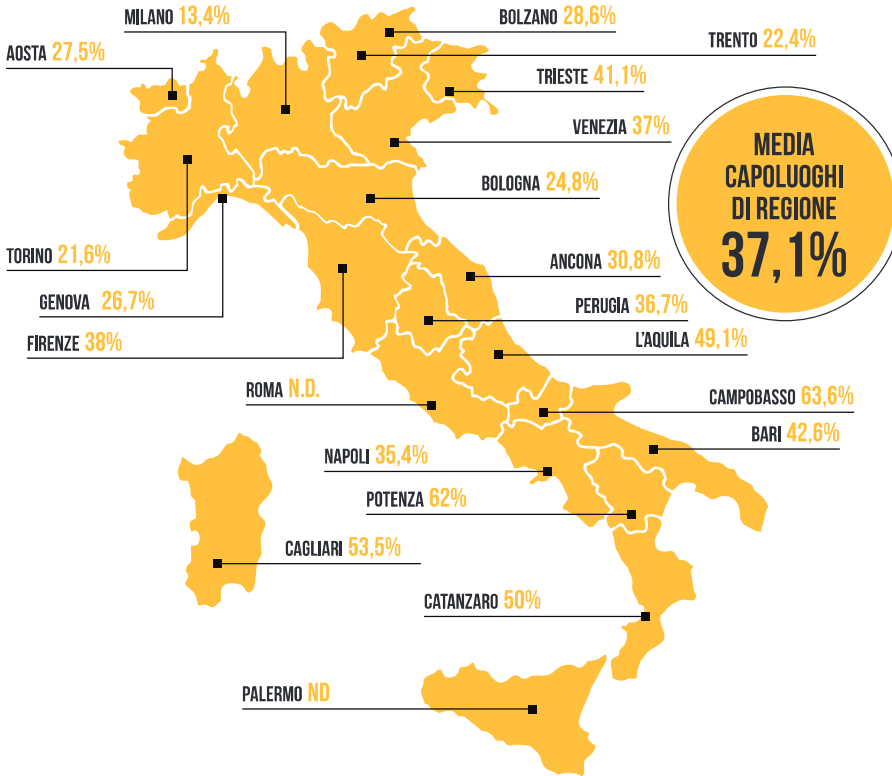 MILANO 13,4%
BOLZANO 28,6%
TRENTO 22,4%
AOSTA 27,5%
TRIESTE 41,1%
VENEZIA 37%
MEDIA
CAPOLUOGHI
DI REGIONE
37,1%
BOLOGNA 24,8%
TORINO 21,6%
ANCONA 30,8%
GENOVA 26,7%
PERUGIA 36,7%
FIRENZE 38%
L'AQUILA 49,1%
ROMA N.D.
CAMPOBASSO 63,6%
BARI 42,6%
NAPOLI 35,4%
POTENZA 62%
CAGLIARI 53,5%
CATANZARO 50%
PALERMO ND